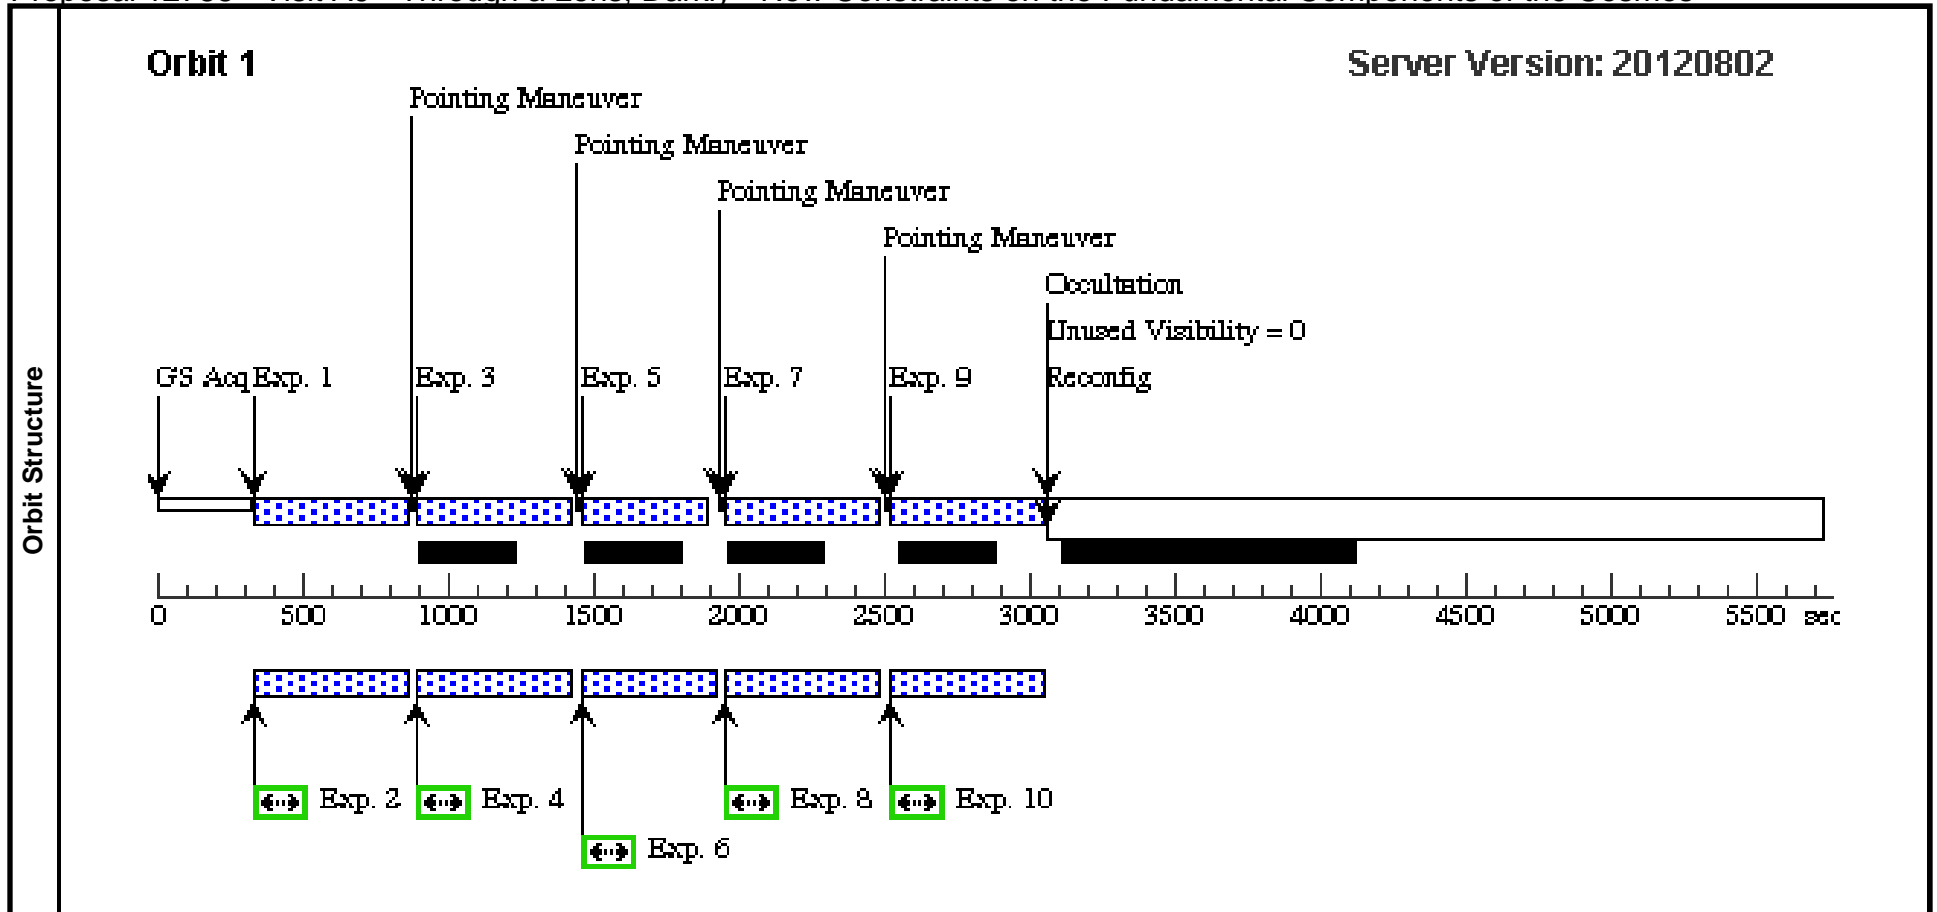 Orbit 1
Server Version: 20120802
Pointing Maneuver
Pointing Maneuver
Pointing Maneuver
Pointing Maneuver
Occultation
Unused Visibility = 0
GS Acq Exp. 1 Exp. 3 Exp. 5 Exp. 7 Exp. 9 Reconfig
Orbit Structure
0 500 1000 1500 2000 2500 3000 3500 4000 4500 5000 5500 sec
Exp. 2 Exp. 4 Exp. 8 Exp. 10
Exp. 6